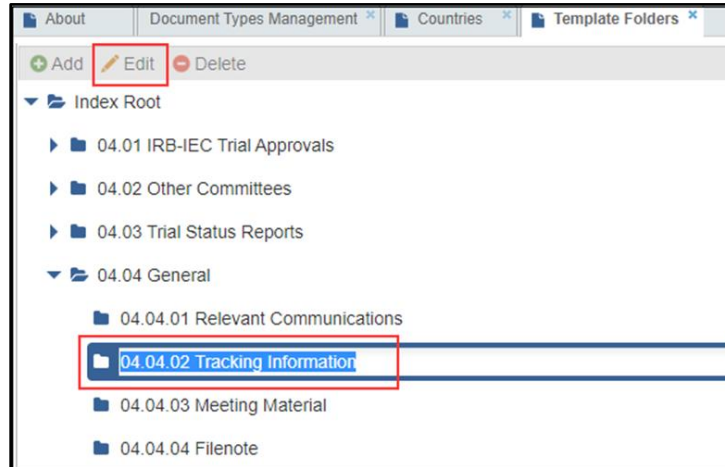 About Document Types Management × Countries × Template Folders ×
Add Edit Delete
Index Root
04.01 IRB-IEC Trial Approvals
04.02 Other Committees
04.03 Trial Status Reports
04.04 General
04.04.01 Relevant Communications
04.04.02 Tracking Information
04.04.03 Meeting Material
04.04.04 Filenote